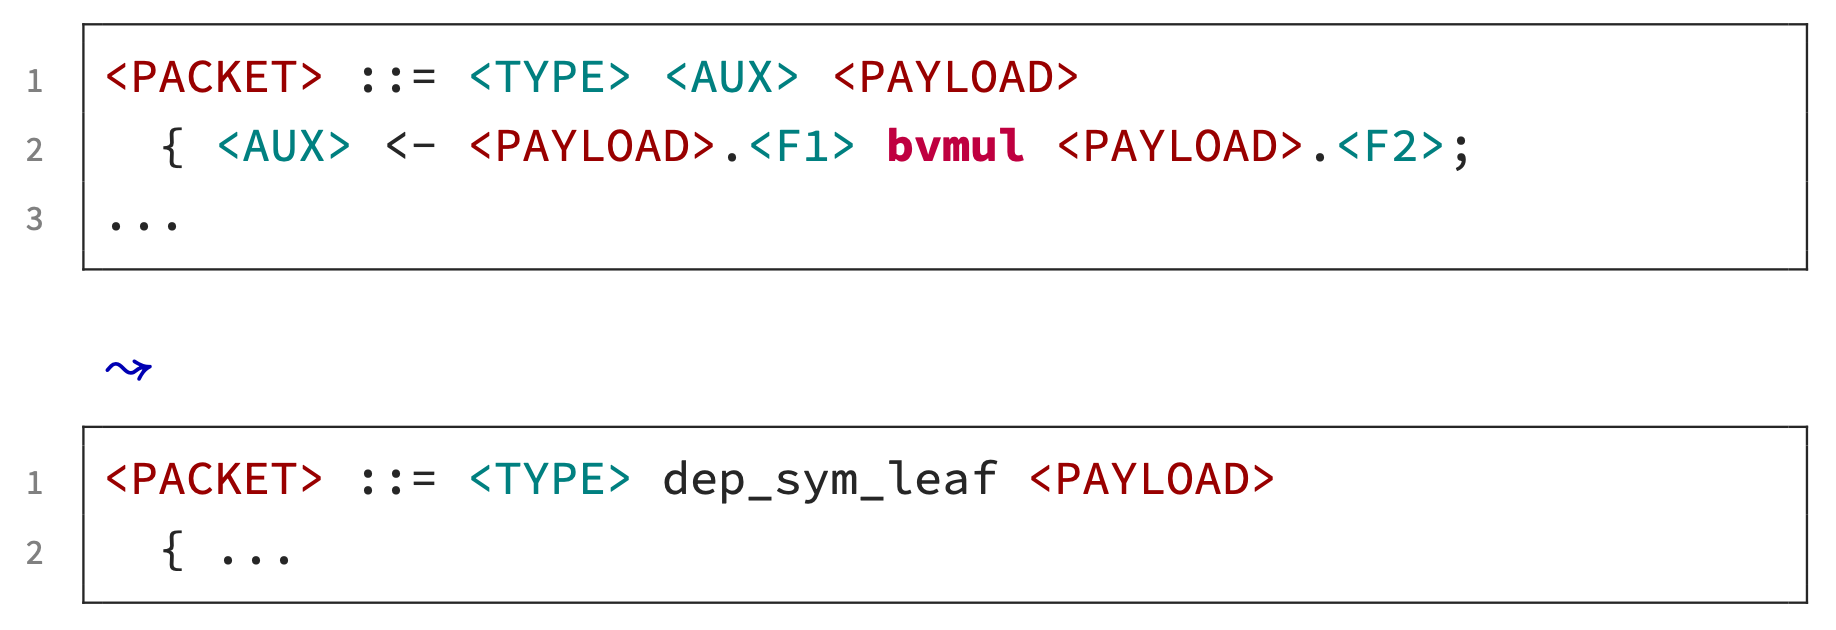 1 <PACKET> ::= <TYPE> <AUX> <PAYLOAD>
2 { <AUX> <- <PAYLOAD>.<F1> bvmul <PAYLOAD>.<F2>;
3 ...
⤳
1 <PACKET> ::= <TYPE> dep_sym_leaf <PAYLOAD>
2 { ...